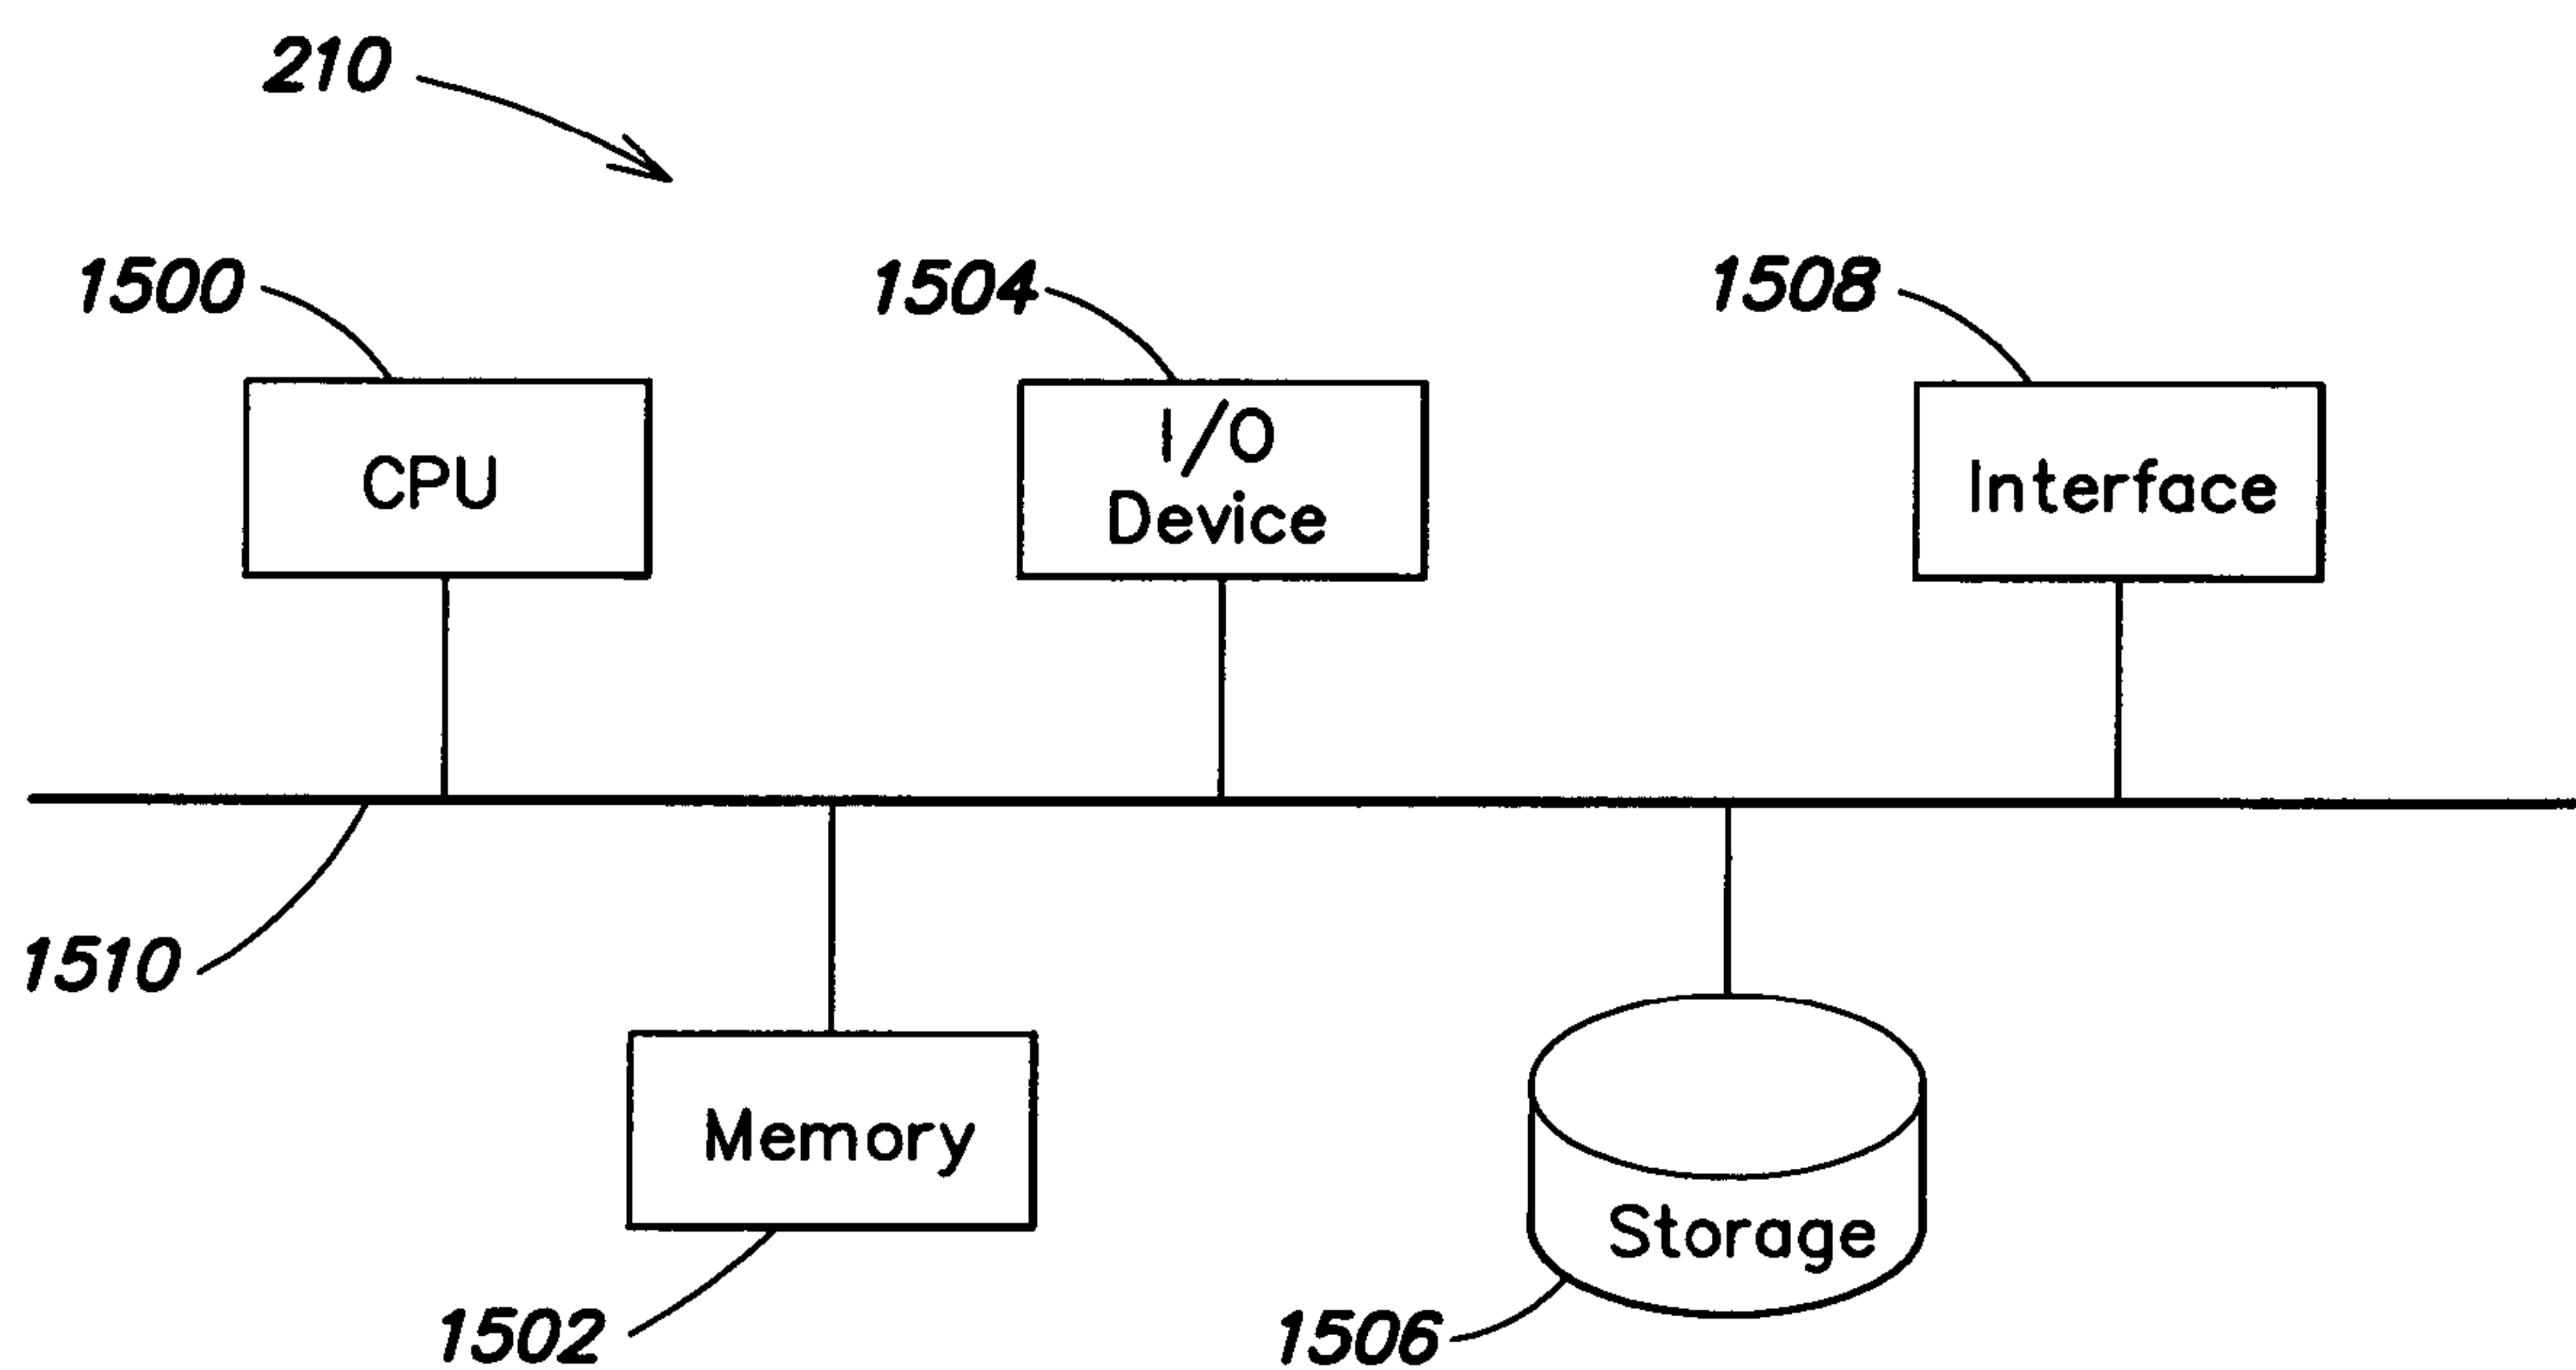 210
1500
1504
1508
CPU
I/O
Device
Interface
1510
Memory
Storage
1502
1506